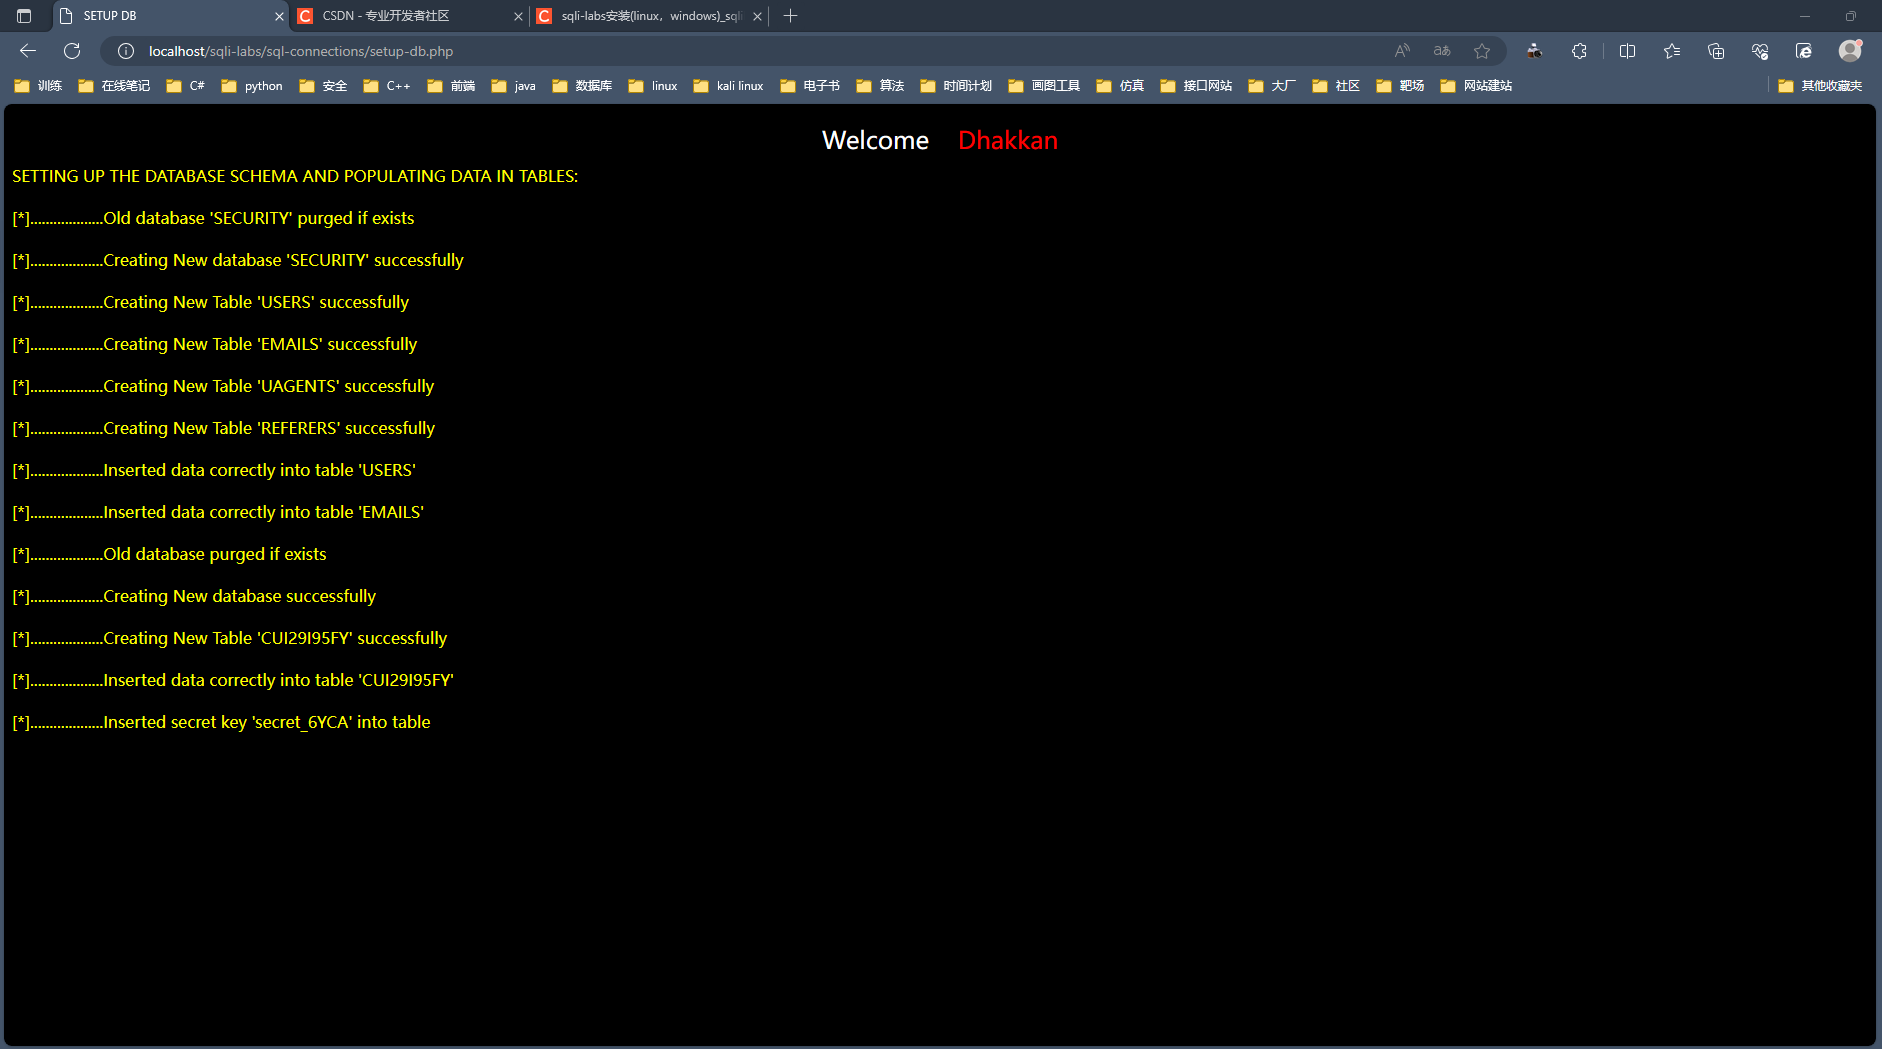 SETUP DB
CSDN - 专业开发者社区
sqli-labs安装(linux，windows)_sqli
localhost/sqli-labs/sql-connections/setup-db.php
训练 在线笔记 C# python 安全 C++ 前端 java 数据库 linux kali linux 电子书 算法 时间计划 画图工具 仿真 接口网站 大厂 社区 靶场 网站建站 其他收藏夹
Welcome Dhakkan
SETTING UP THE DATABASE SCHEMA AND POPULATING DATA IN TABLES:
[*]...................Old database 'SECURITY' purged if exists
[*]...................Creating New database 'SECURITY' successfully
[*]...................Creating New Table 'USERS' successfully
[*]...................Creating New Table 'EMAILS' successfully
[*]...................Creating New Table 'UAGENTS' successfully
[*]...................Creating New Table 'REFERERS' successfully
[*]...................Inserted data correctly into table 'USERS'
[*]...................Inserted data correctly into table 'EMAILS'
[*]...................Old database purged if exists
[*]...................Creating New database successfully
[*]...................Creating New Table 'CUI29I95FY' successfully
[*]...................Inserted data correctly into table 'CUI29I95FY'
[*]...................Inserted secret key 'secret_6YCA' into table